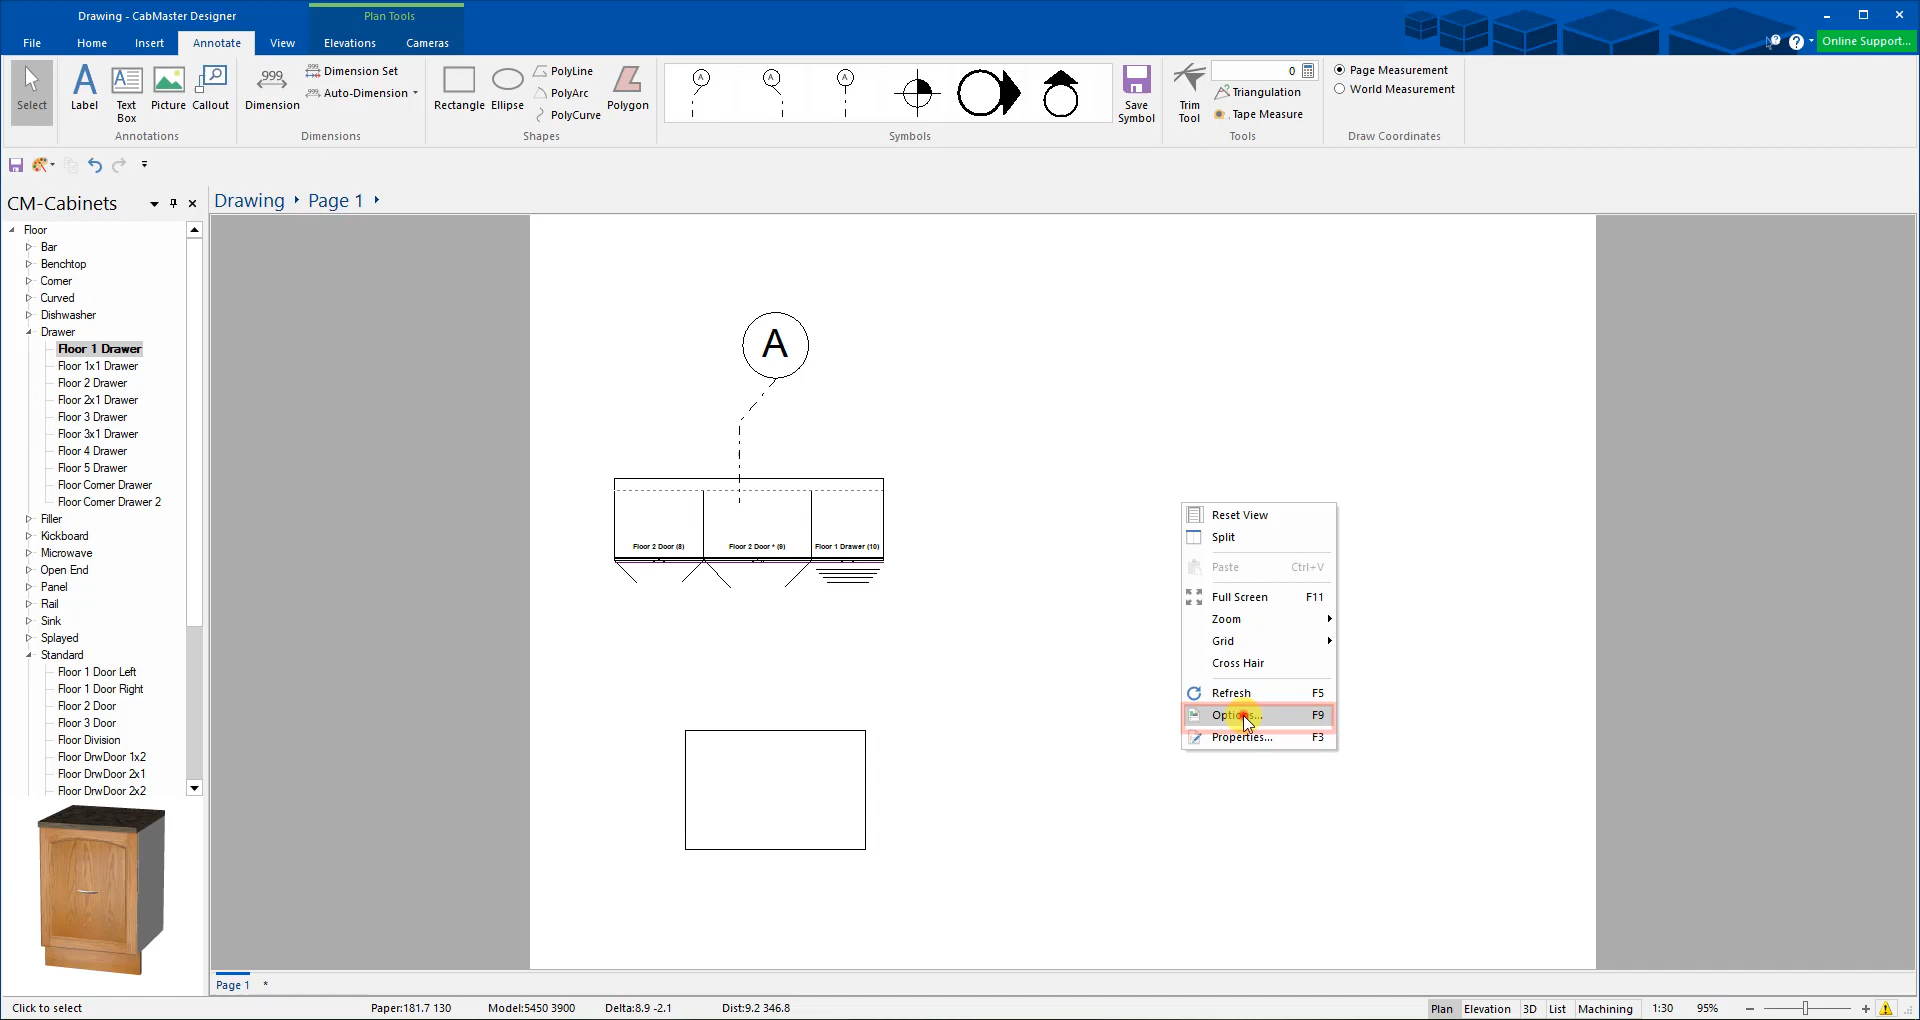 Drawing - CabMaster Designer
Plan Tools
File
Home
Insert
Annotate
View
Elevations
Cameras
Online Support...
Select
Label
Text
Box
Picture
Callout
Annotations
999
Dimension
Dimension Set
Auto-Dimension
Dimensions
Rectangle
Ellipse
PolyLine
PolyArc
PolyCurve
Polygon
Shapes
A
A
A
Symbols
Save
Symbol
Trim
Tool
0
Triangulation
Tape Measure
Tools
Page Measurement
World Measurement
Draw Coordinates
CM-Cabinets
Floor
Bar
Benchtop
Corner
Curved
Dishwasher
Drawer
Floor 1 Drawer
Floor 1x1 Drawer
Floor 2 Drawer
Floor 2x1 Drawer
Floor 3 Drawer
Floor 3x1 Drawer
Floor 4 Drawer
Floor 5 Drawer
Floor Corner Drawer
Floor Corner Drawer 2
Filler
Kickboard
Microwave
Open End
Panel
Rail
Sink
Splayed
Standard
Floor 1 Door Left
Floor 1 Door Right
Floor 2 Door
Floor 3 Door
Floor Division
Floor DrwDoor 1x2
Floor DrwDoor 2x1
Floor DrwDoor 2x2
Drawing
Page 1
A
Floor 2 Door (8)
Floor 2 Door * (9)
Floor 1 Drawer (10)
Reset View
Split
Paste Ctrl+V
Full Screen F11
Zoom
Grid
Cross Hair
Refresh F5
Options... F9
Properties... F3
Page 1 *
Click to select
Paper:181.7 130
Model:5450 3900
Delta:8.9 -2.1
Dist:9.2 346.8
Plan
Elevation
3D
List
Machining
1:30
95%